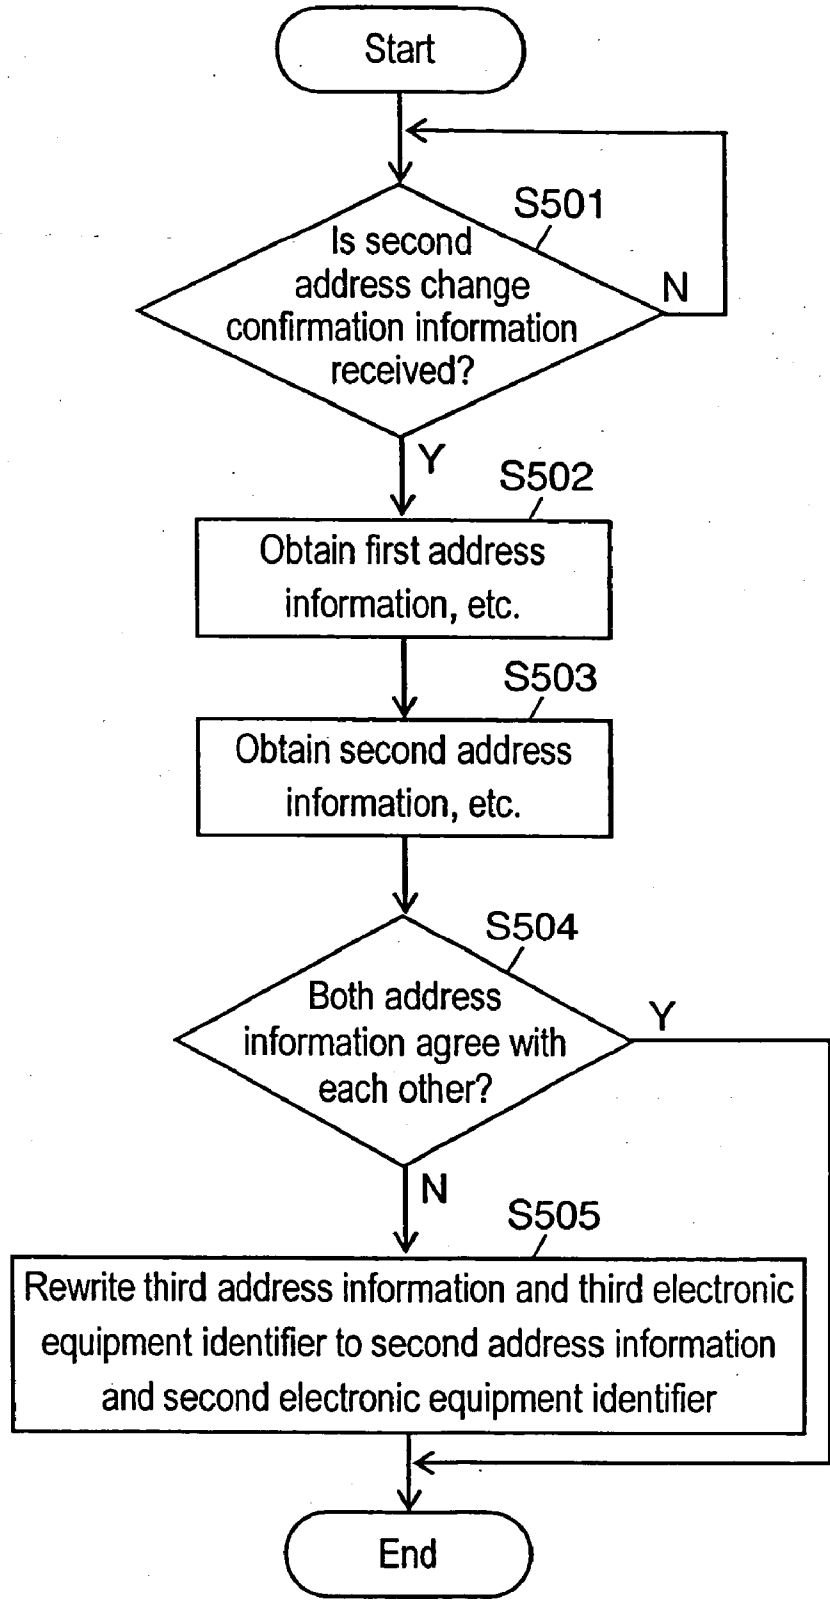 Start
S501
Is second
address change
confirmation information
received?
N
Y
S502
Obtain first address
information, etc.
S503
Obtain second address
information, etc.
S504
Both address
information agree with
each other?
Y
N
S505
Rewrite third address information and third electronic
equipment identifier to second address information
and second electronic equipment identifier
End